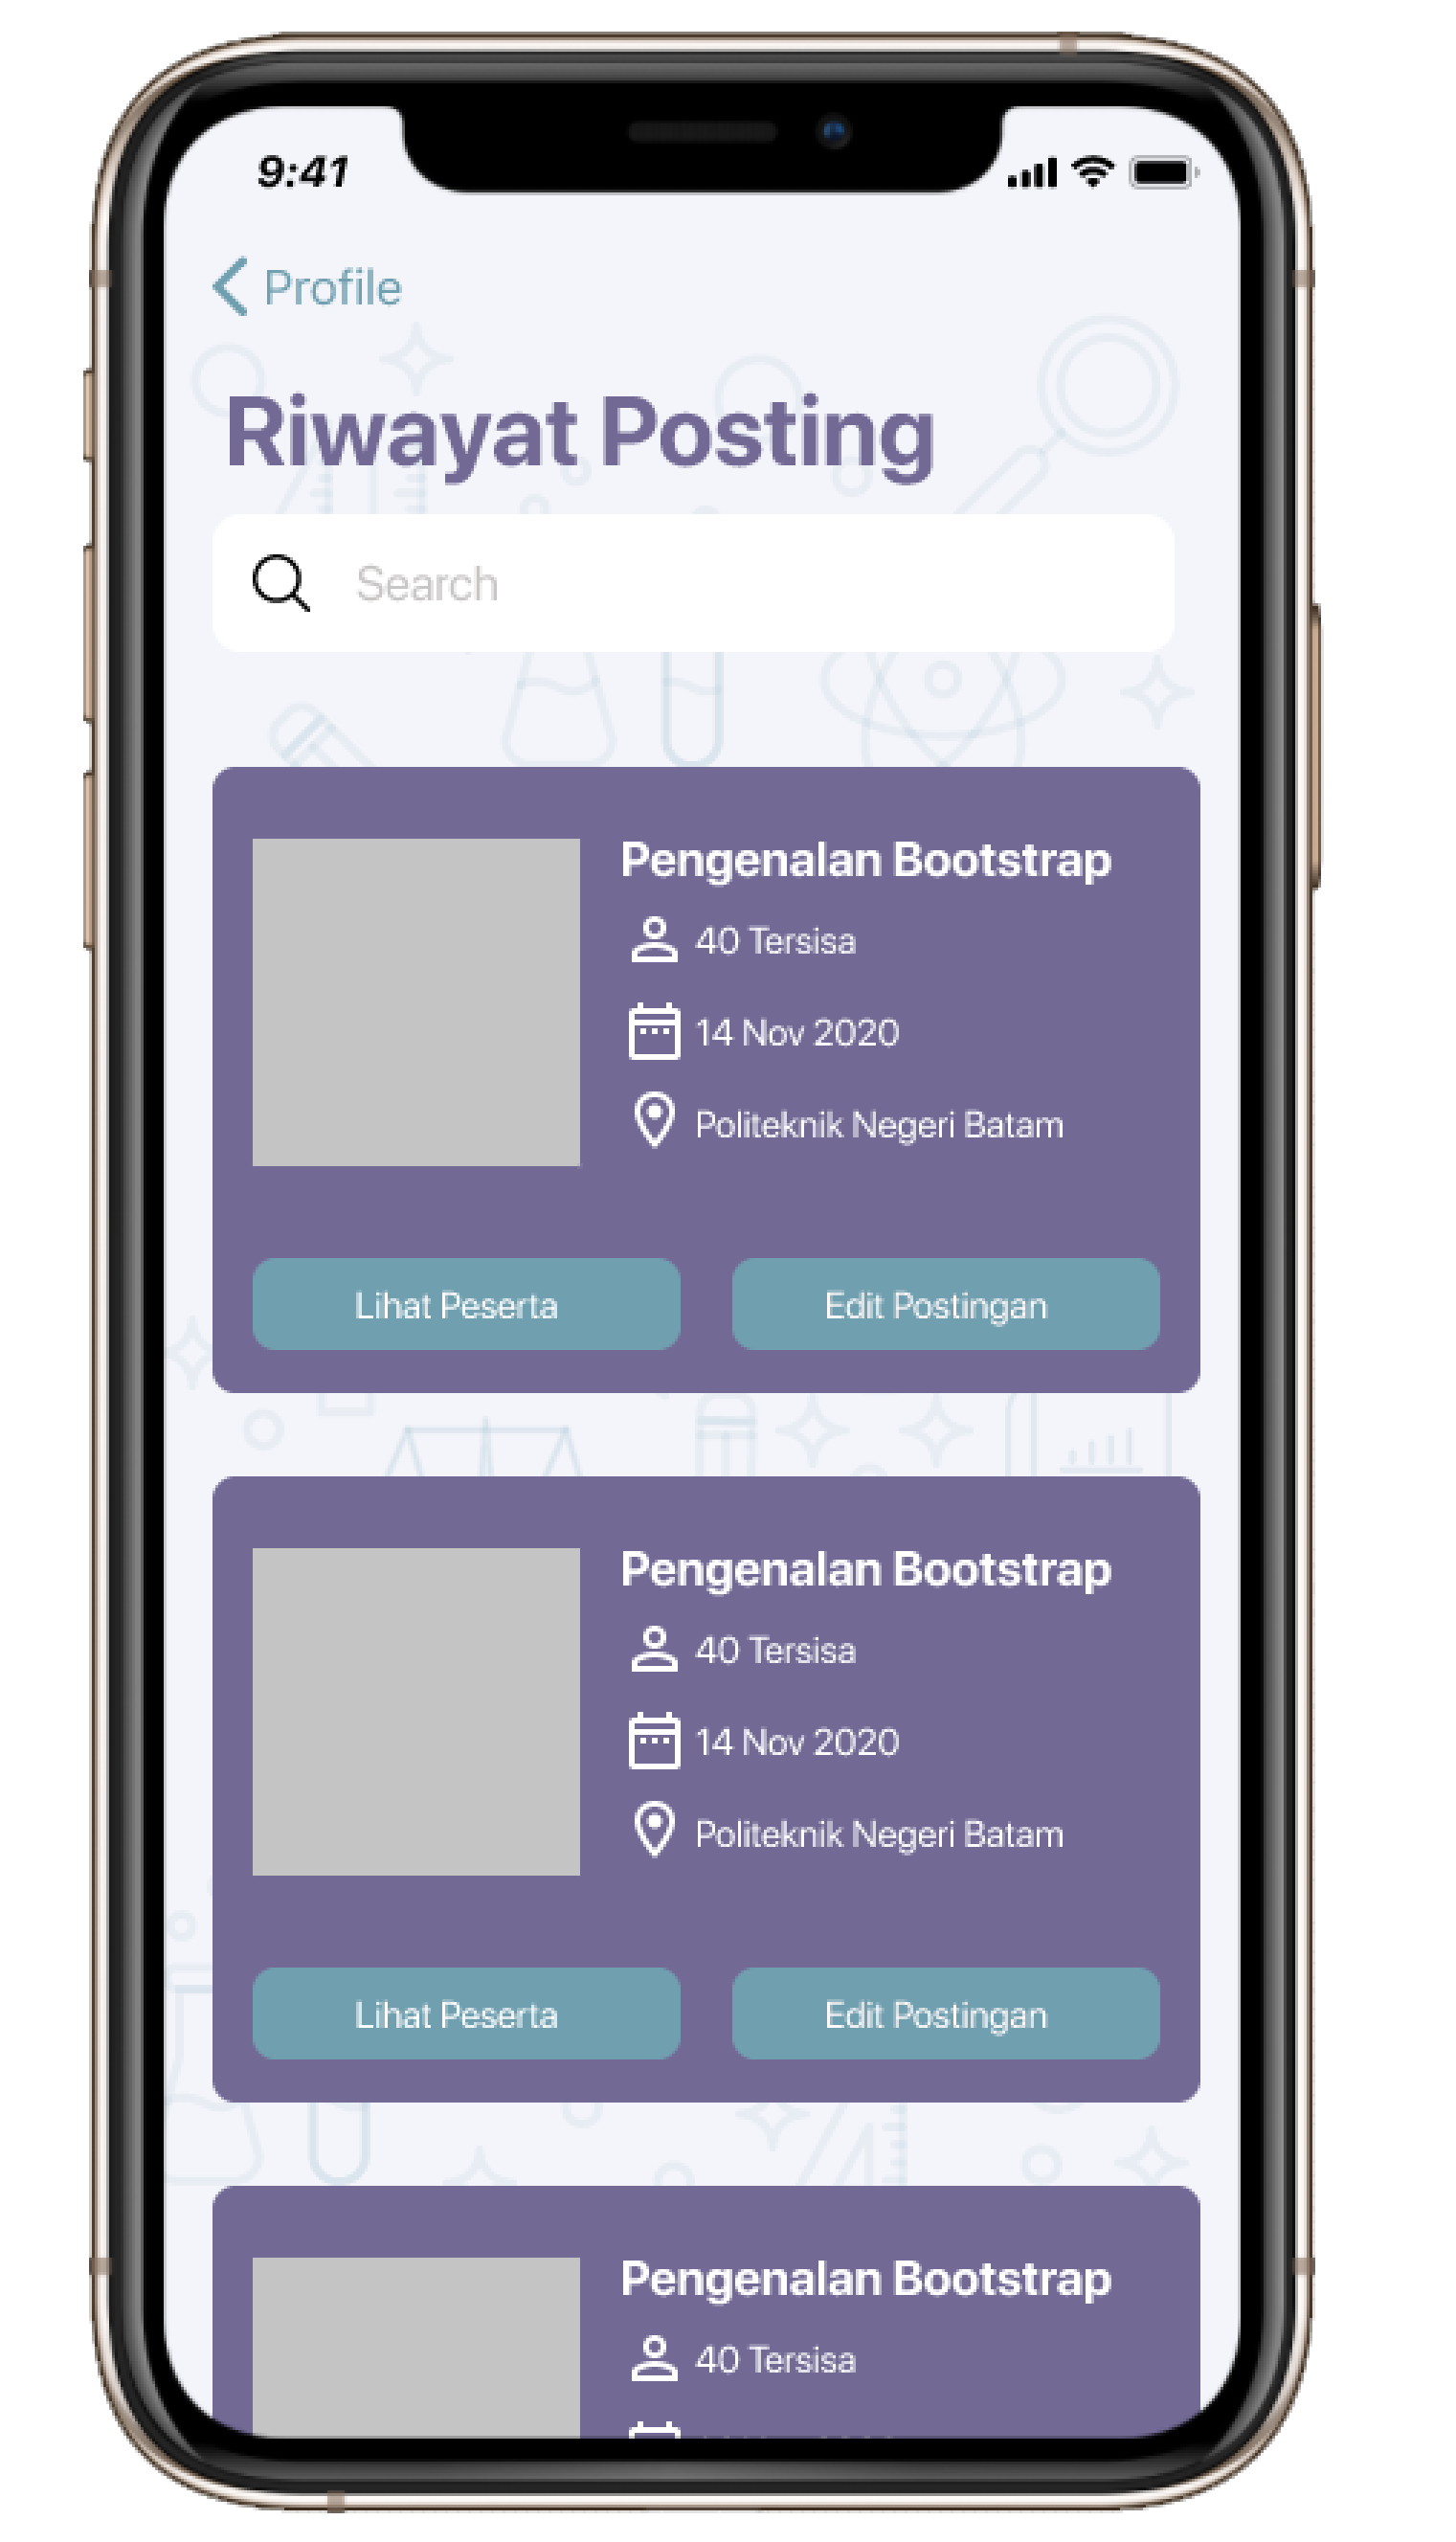 9:41
Profile
Riwayat Posting
Search
Pengenalan Bootstrap
40 Tersisa
14 Nov 2020
Politeknik Negeri Batam
Lihat Peserta
Edit Postingan
Pengenalan Bootstrap
40 Tersisa
14 Nov 2020
Politeknik Negeri Batam
Lihat Peserta
Edit Postingan
Pengenalan Bootstrap
40 Tersisa